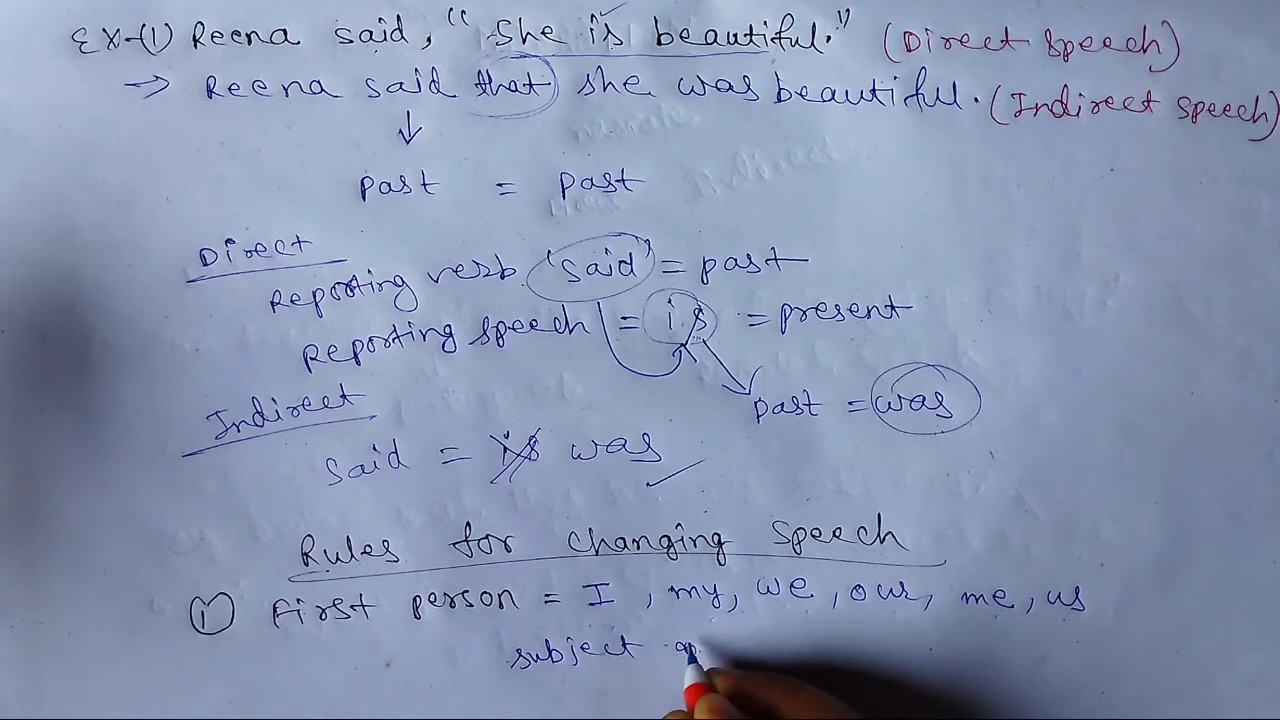 Ex-(1) Reena said, "She is beautiful." (Direct Speech)
→ Reena said that she was beautiful. (Indirect speech)
↓
past = past
Direct
Reporting verb 'said' = past
Reporting speech = is = present
past = was
Indirect
said = is was ✓
Rules for changing speech
① First person = I, my, we, our, me, us
subject